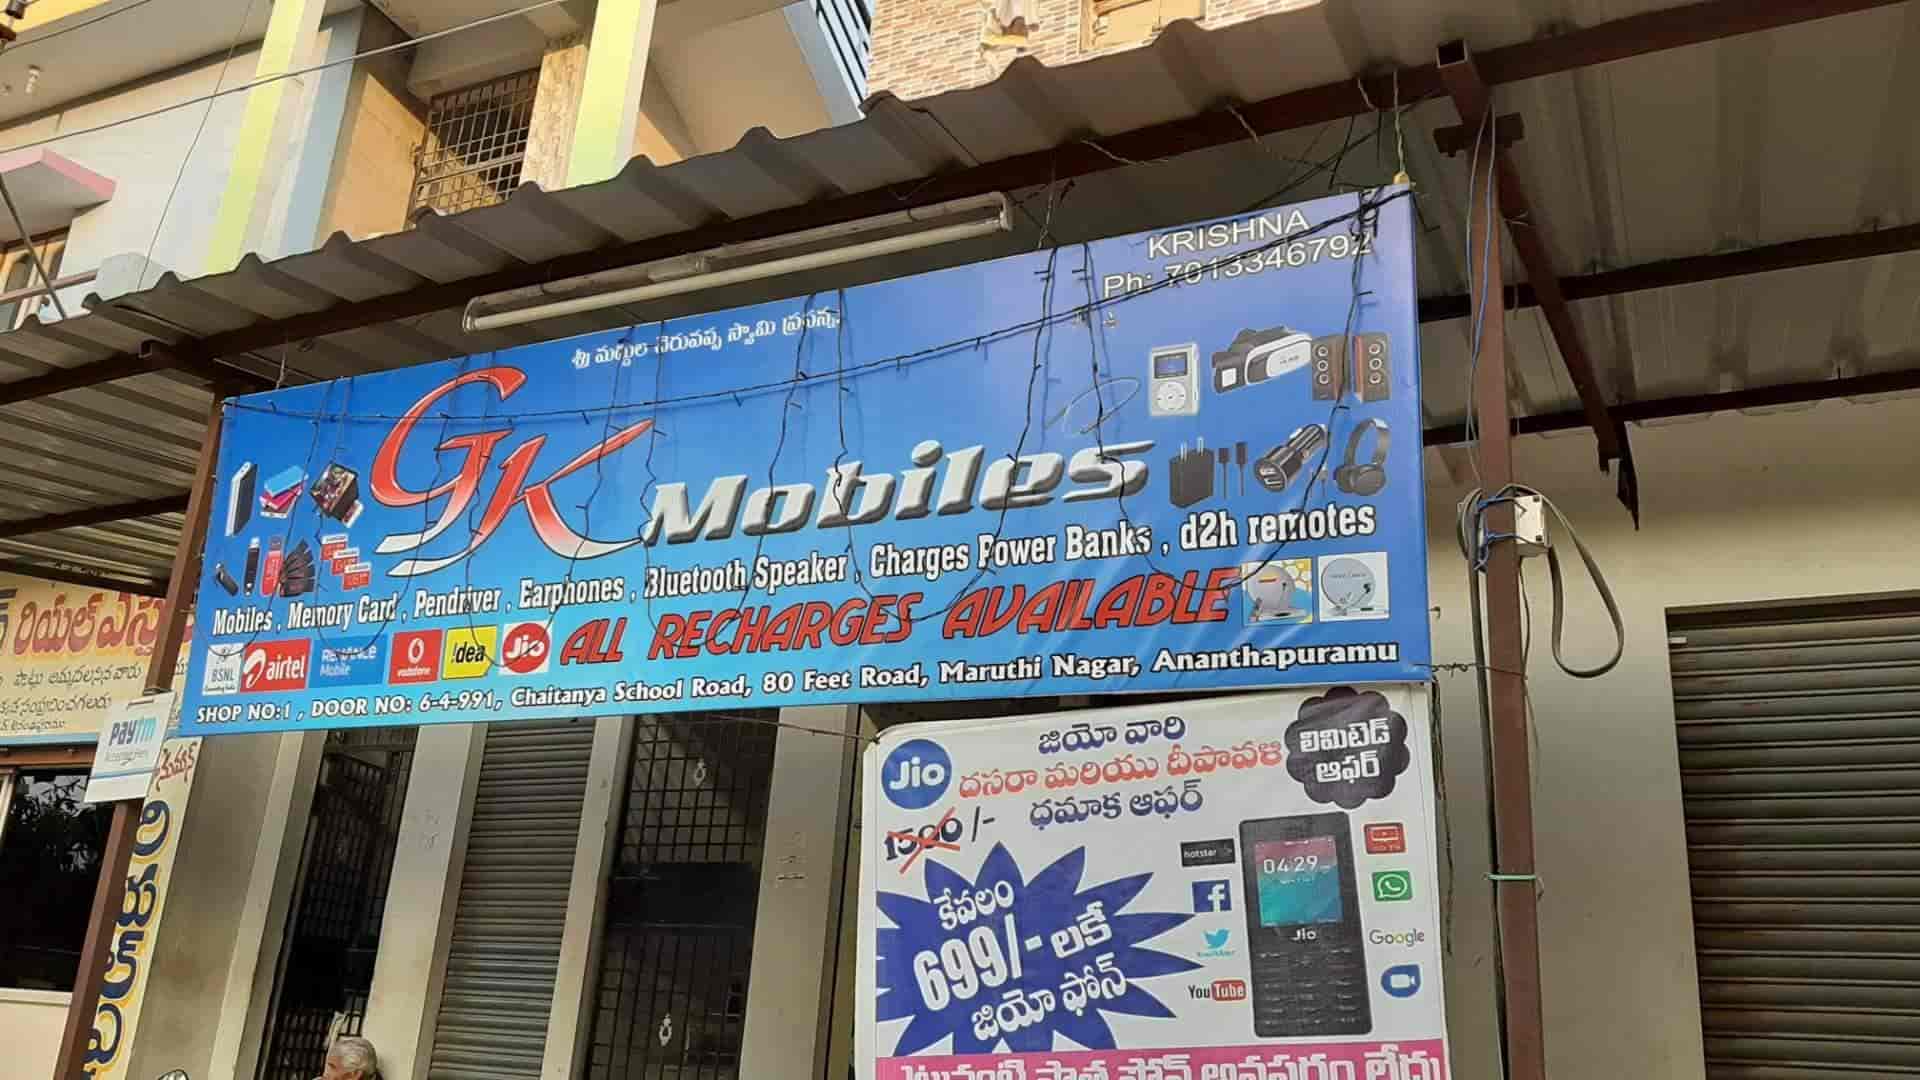 KRISHNA
Ph: 7013346792
శ్రీ మద్దుల చెరువప్ప స్వామి ప్రసన్న
GK Mobiles
Mobiles , Memory Card , Pendriver , Earphones , Bluetooth Speaker , Charges Power Banks , d2h remotes
BSNL
airtel
RELIANCE
Mobile
vodafone
!dea
Jio
ALL RECHARGES AVAILABLE
SHOP NO:1 , DOOR NO: 6-4-991, Chaitanya School Road, 80 Feet Road, Maruthi Nagar, Ananthapuramu
paytm
Jio
జియో వారి
దసరా మరియు దీపావళి
ధమాకా ఆఫర్
లిమిటెడ్
ఆఫర్
1500/-
కేవలం
699/- లకే
జియో ఫోన్
hotstar
04:29
Jio
Google
YouTube